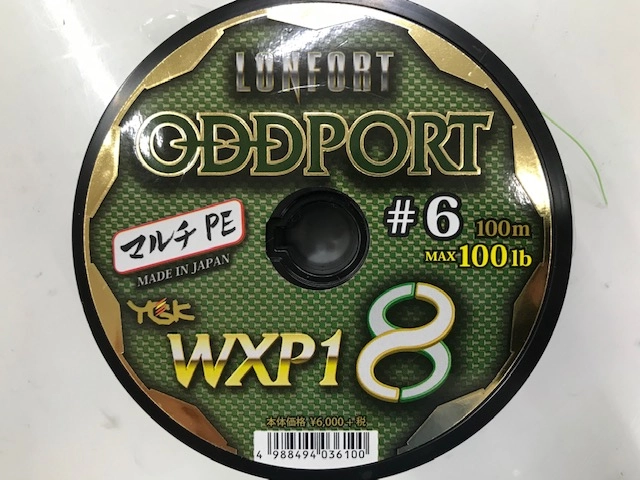 LONFORT
ODDPORT
#6 100m
MAX 100lb
マルチ PE
MADE IN JAPAN
YGK
WXP1 8
本体価格 ¥6,000+税
4 988494 036100